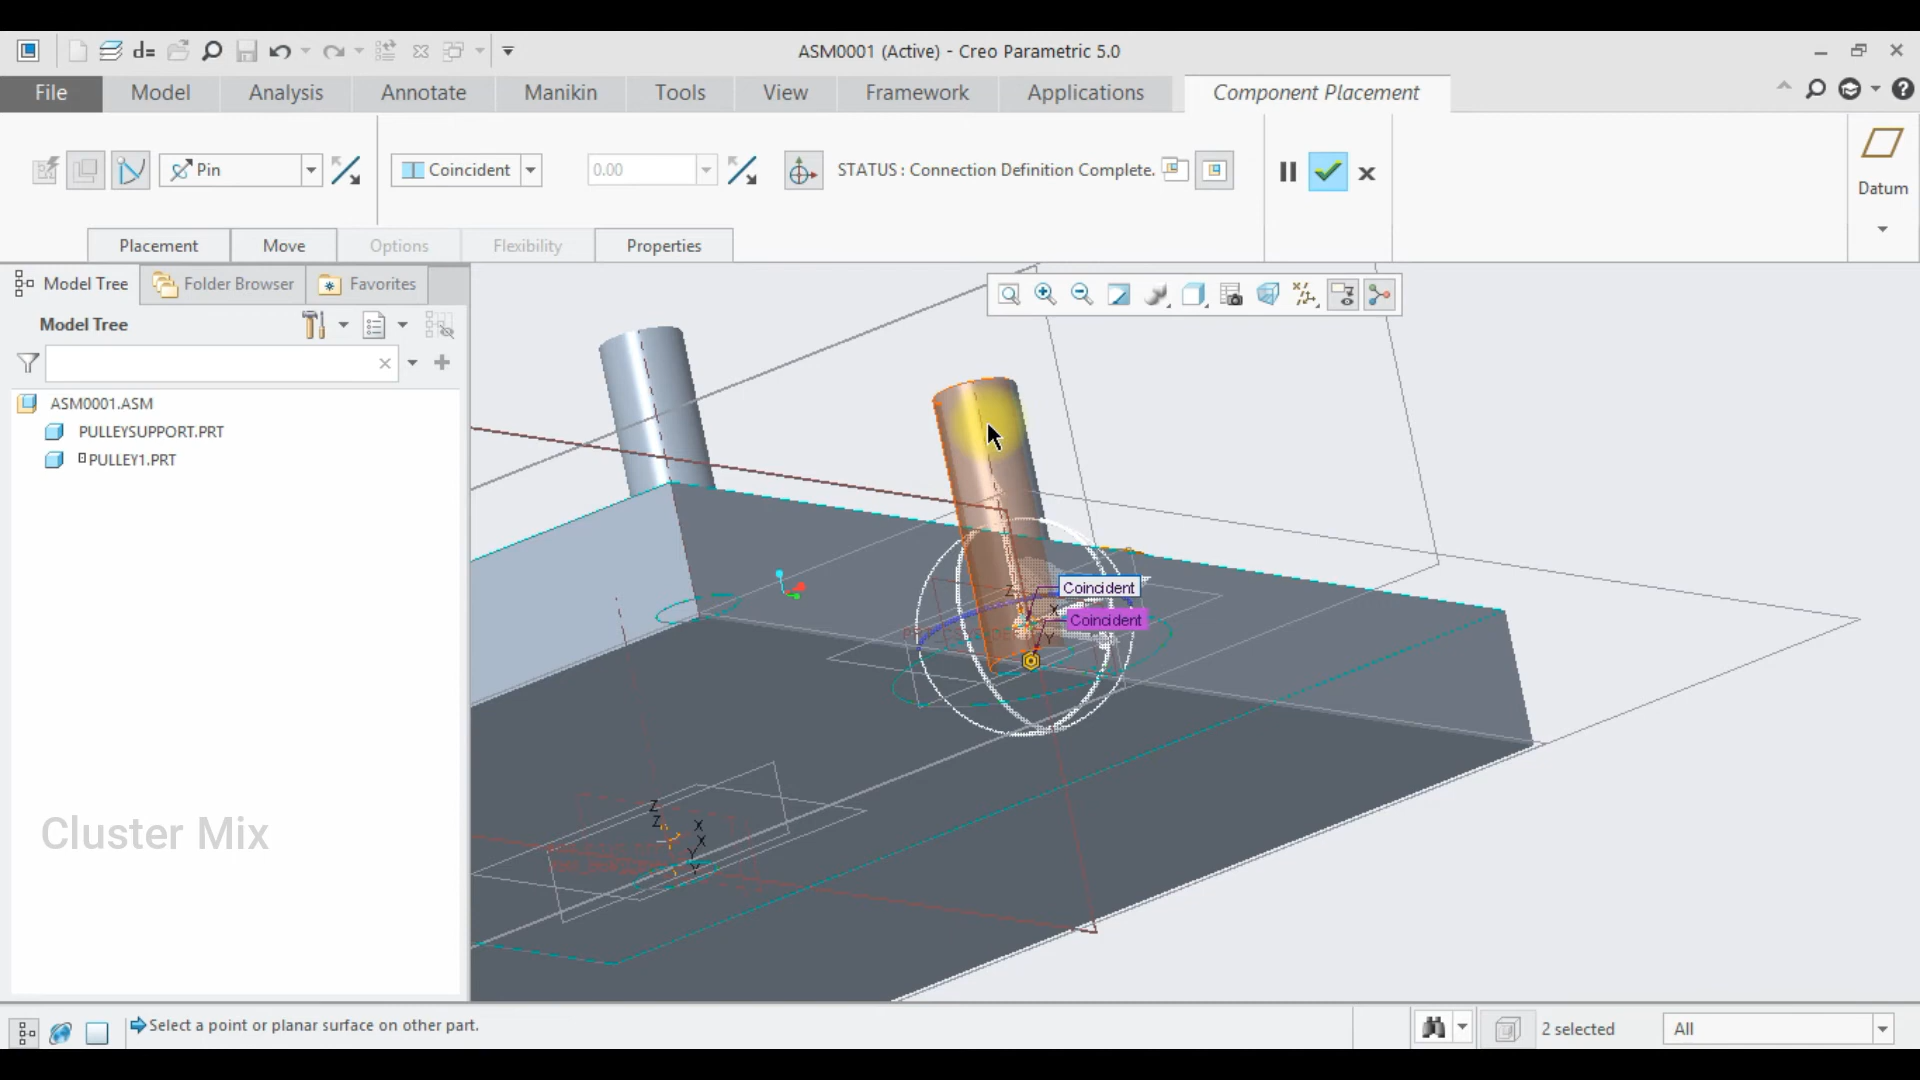 d=
ASM0001 (Active) - Creo Parametric 5.0
File Model Analysis Annotate Manikin Tools View Framework Applications Component Placement
Pin
Coincident
0.00
STATUS : Connection Definition Complete.
Datum
Placement Move Options Flexibility Properties
Model Tree Folder Browser Favorites
Model Tree
ASM0001.ASM
PULLEYSUPPORT.PRT
PULLEY1.PRT
Coincident
Coincident
Z
X
Y
Z
Z
X
X
Y
Y
Cluster Mix
Select a point or planar surface on other part.
2 selected
All